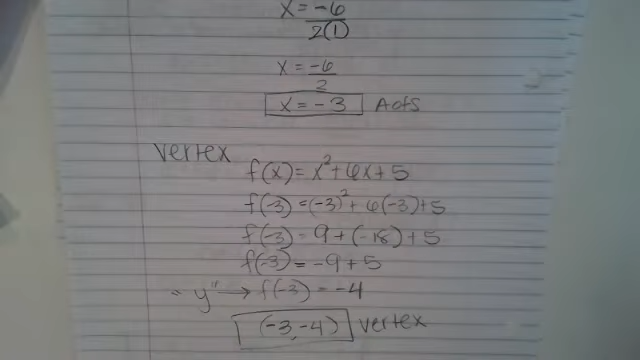 x = -6
2(1)
x = -6
2
x = -3 AofS
vertex
f(x) = x² + 6x + 5
f(-3) = (-3)² + 6(-3) + 5
f(-3) = 9 + (-18) + 5
f(-3) = -9 + 5
"y" → f(-3) = -4
(-3, -4) vertex